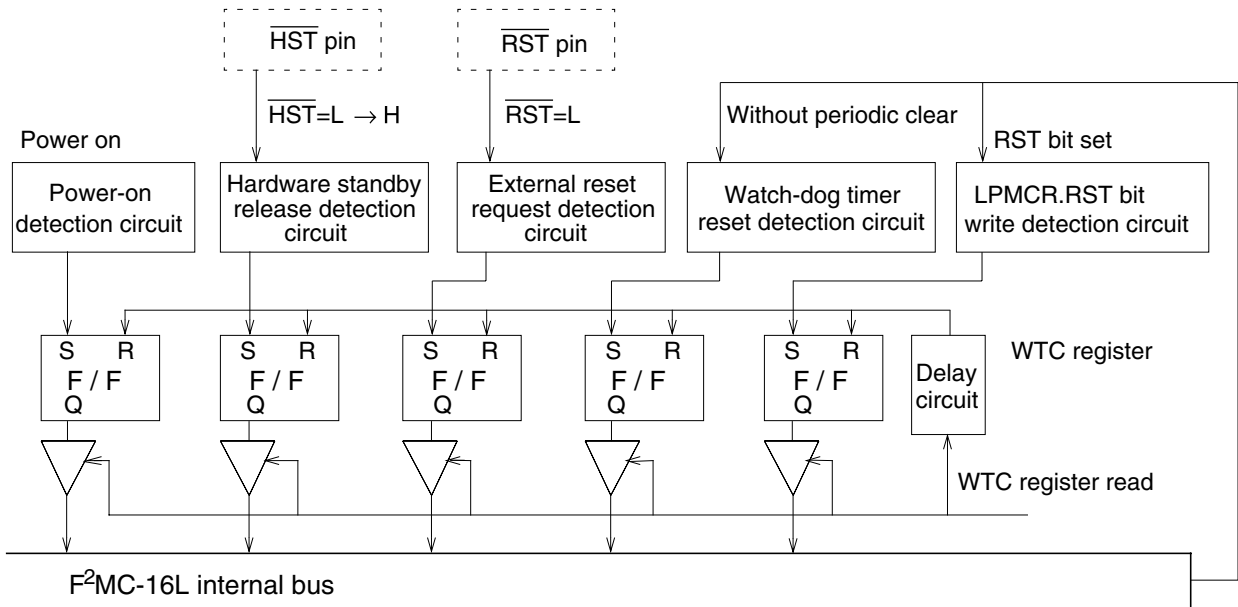 HST pin
RST pin
HST=L → H
RST=L
Without periodic clear
RST bit set
Power on
Power-on
detection circuit
Hardware standby
release detection
circuit
External reset
request detection
circuit
Watch-dog timer
reset detection circuit
LPMCR.RST bit
write detection circuit
S R
F / F
Q
S R
F / F
Q
S R
F / F
Q
S R
F / F
Q
S R
F / F
Q
Delay
circuit
WTC register
WTC register read
F²MC-16L internal bus